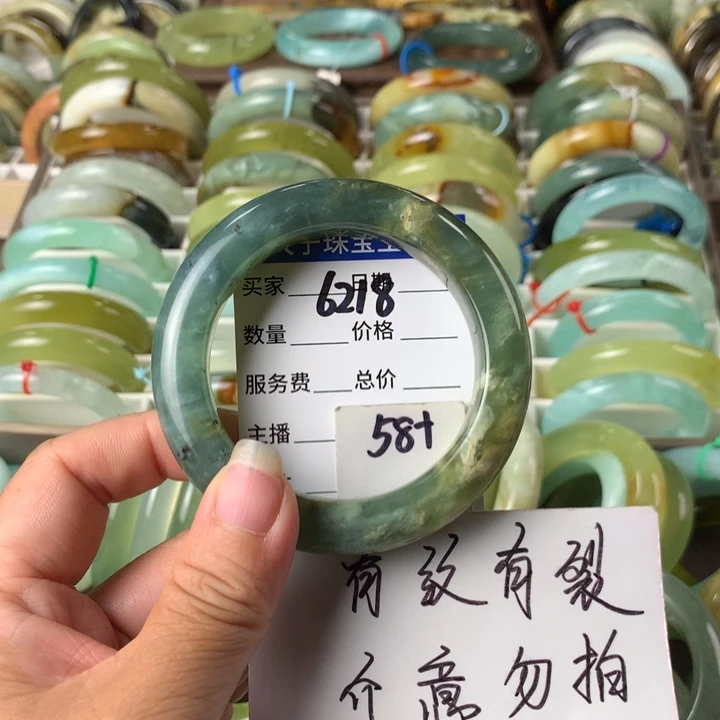 子珠宝
买家 日期
6218
数量 价格
服务费 总价
主播
58+
有纹有裂
介意勿拍